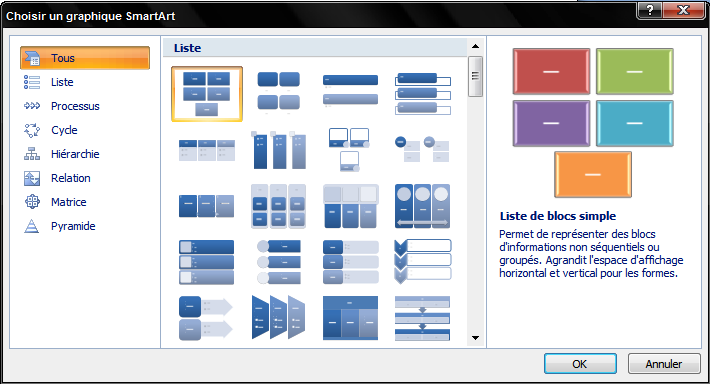 Choisir un graphique SmartArt
Tous
Liste
Processus
Cycle
Hiérarchie
Relation
Matrice
Pyramide
Liste
Liste de blocs simple
Permet de représenter des blocs
d'informations non séquentiels ou
groupés. Agrandit l'espace d'affichage
horizontal et vertical pour les formes.
OK
Annuler